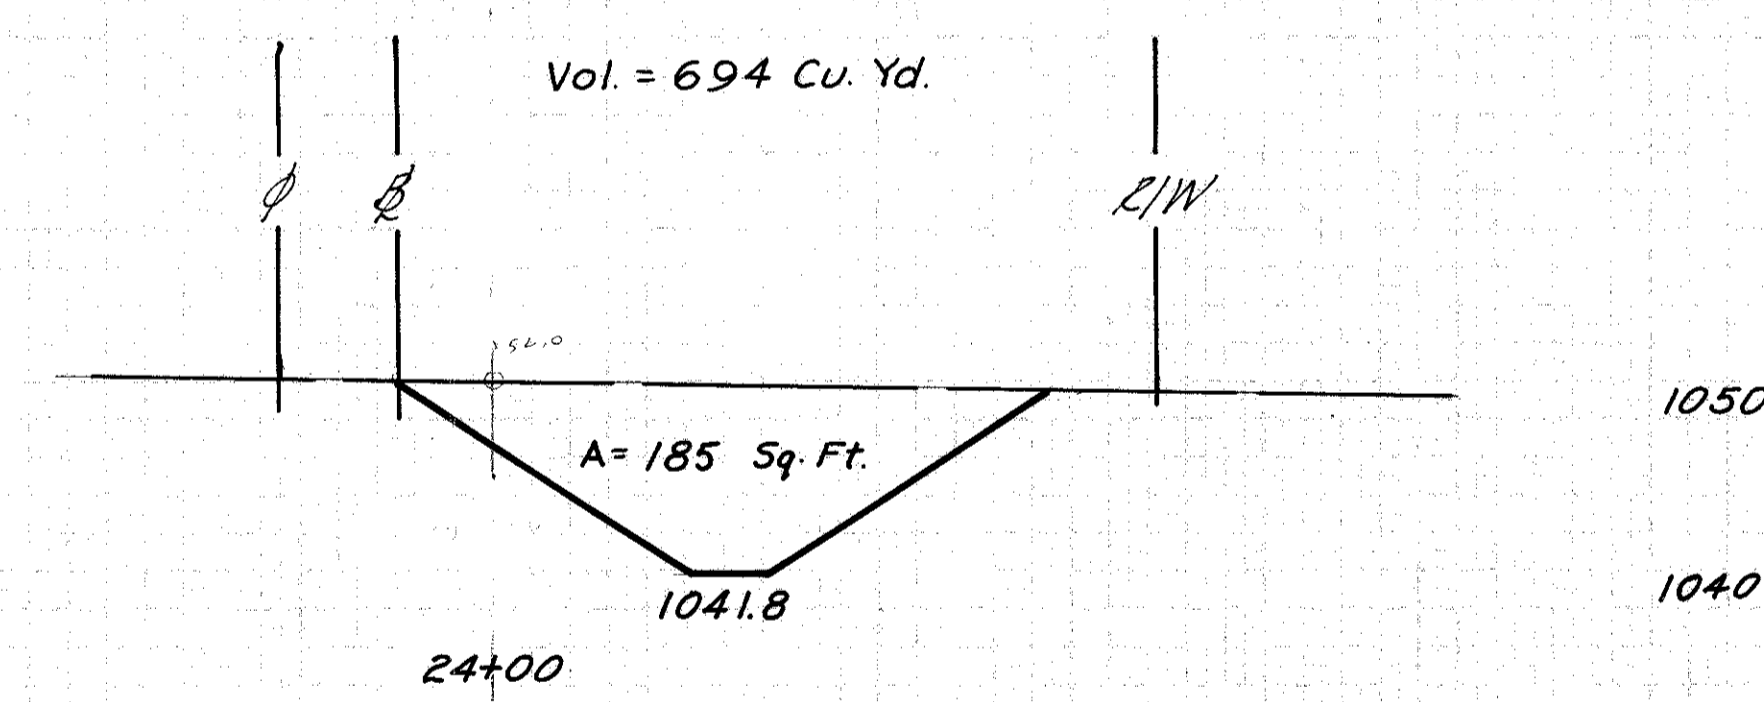 Vol. = 694 Cu. Yd.
R/W
1050
A = 185 Sq. Ft.
1040
1041.8
24+00